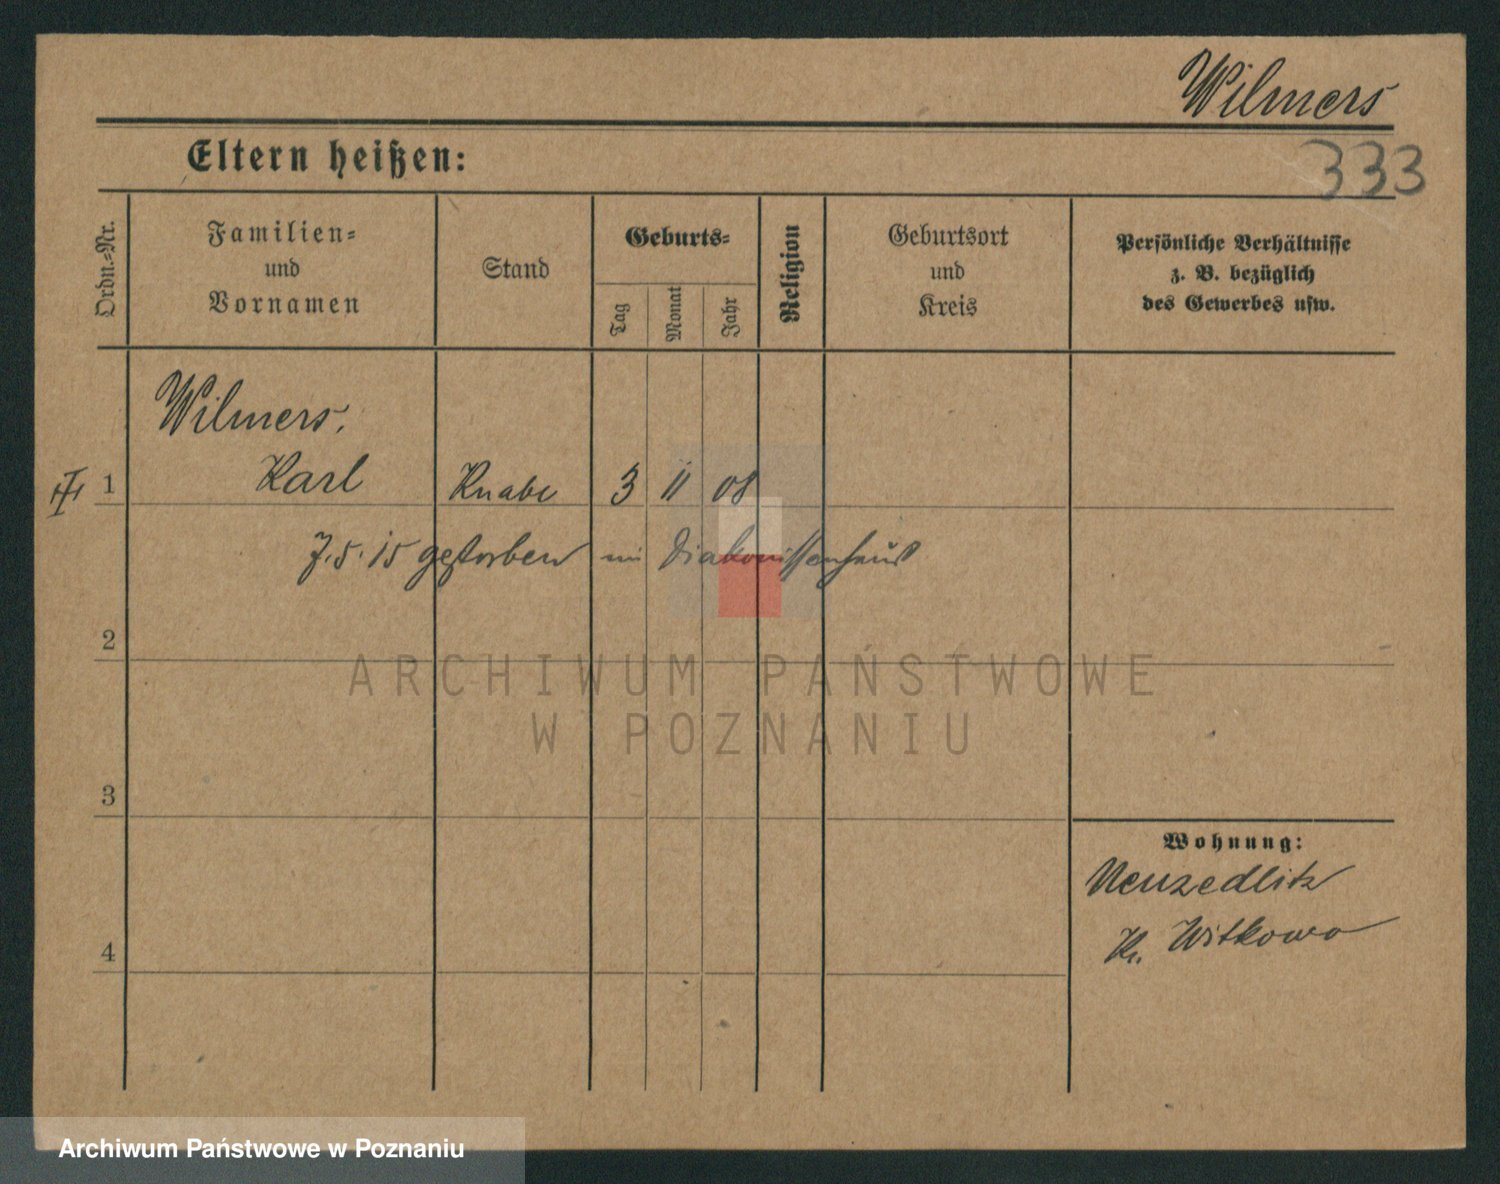 Wilmers
Eltern heißen:
333
Ordn.-Nr.
Familien-
und
Vornamen
Stand
Geburts-
Tag
Monat
Jahr
Religion
Geburtsort
und
Kreis
Persönliche Verhältnisse
z. B. bezüglich
des Gewerbes usw.
Wilmers,
1 Karl Knabe 3 11 08
7.5.15 gestorben im Diakonissenhaus
2
ARCHIWUM PAŃSTWOWE
W POZNANIU
3
Wohnung:
Neuzedlitz
Kr. Witkowo
4
Archiwum Państwowe w Poznaniu